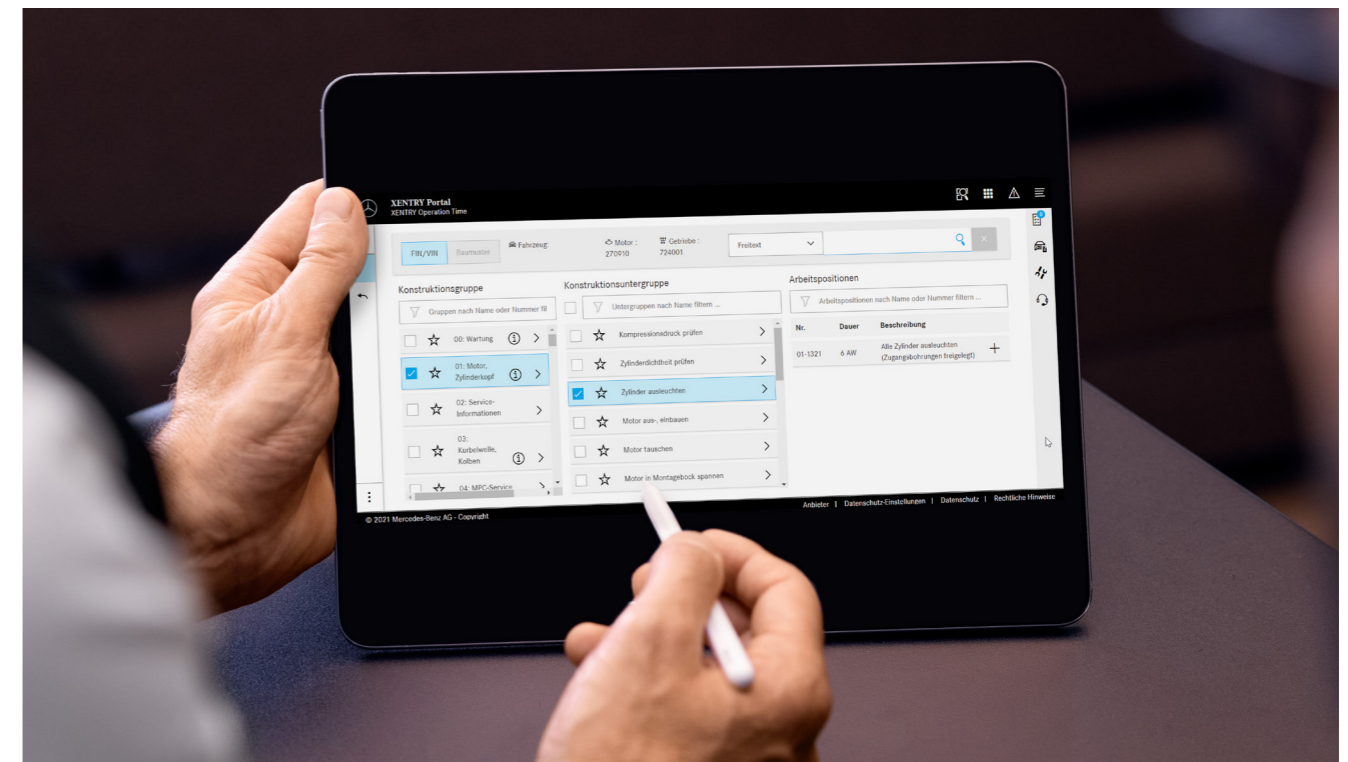 XENTRY Portal
XENTRY Operation Time
FIN/VIN
Baumuster
Fahrzeug:
Motor :
270910
Getriebe :
724001
Freitext
Konstruktionsgruppe
Gruppen nach Name oder Nummer fil
00: Wartung
01: Motor,
Zylinderkopf
02: Service-
Informationen
03:
Kurbelwelle,
Kolben
04: MPC-Service
Konstruktionsuntergruppe
Untergruppen nach Name filtern ...
Kompressionsdruck prüfen
Zylinderdichtheit prüfen
Zylinder ausleuchten
Motor aus-, einbauen
Motor tauschen
Motor in Montagebock spannen
Arbeitspositionen
Arbeitspositionen nach Name oder Nummer filtern ...
Nr. Dauer Beschreibung
01-1321 6 AW Alle Zylinder ausleuchten
(Zugangsbohrungen freigelegt)
© 2021 Mercedes-Benz AG - Copyright
Anbieter | Datenschutz-Einstellungen | Datenschutz | Rechtliche Hinweise